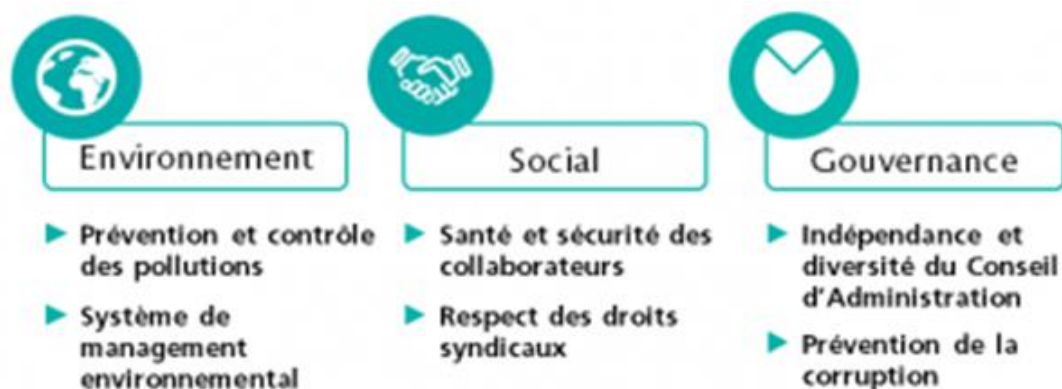 Environnement
Prévention et contrôle
des pollutions
Système de
management
environnemental
Social
Santé et sécurité des
collaborateurs
Respect des droits
syndicaux
Gouvernance
Indépendance et
diversité du Conseil
d'Administration
Prévention de la
corruption